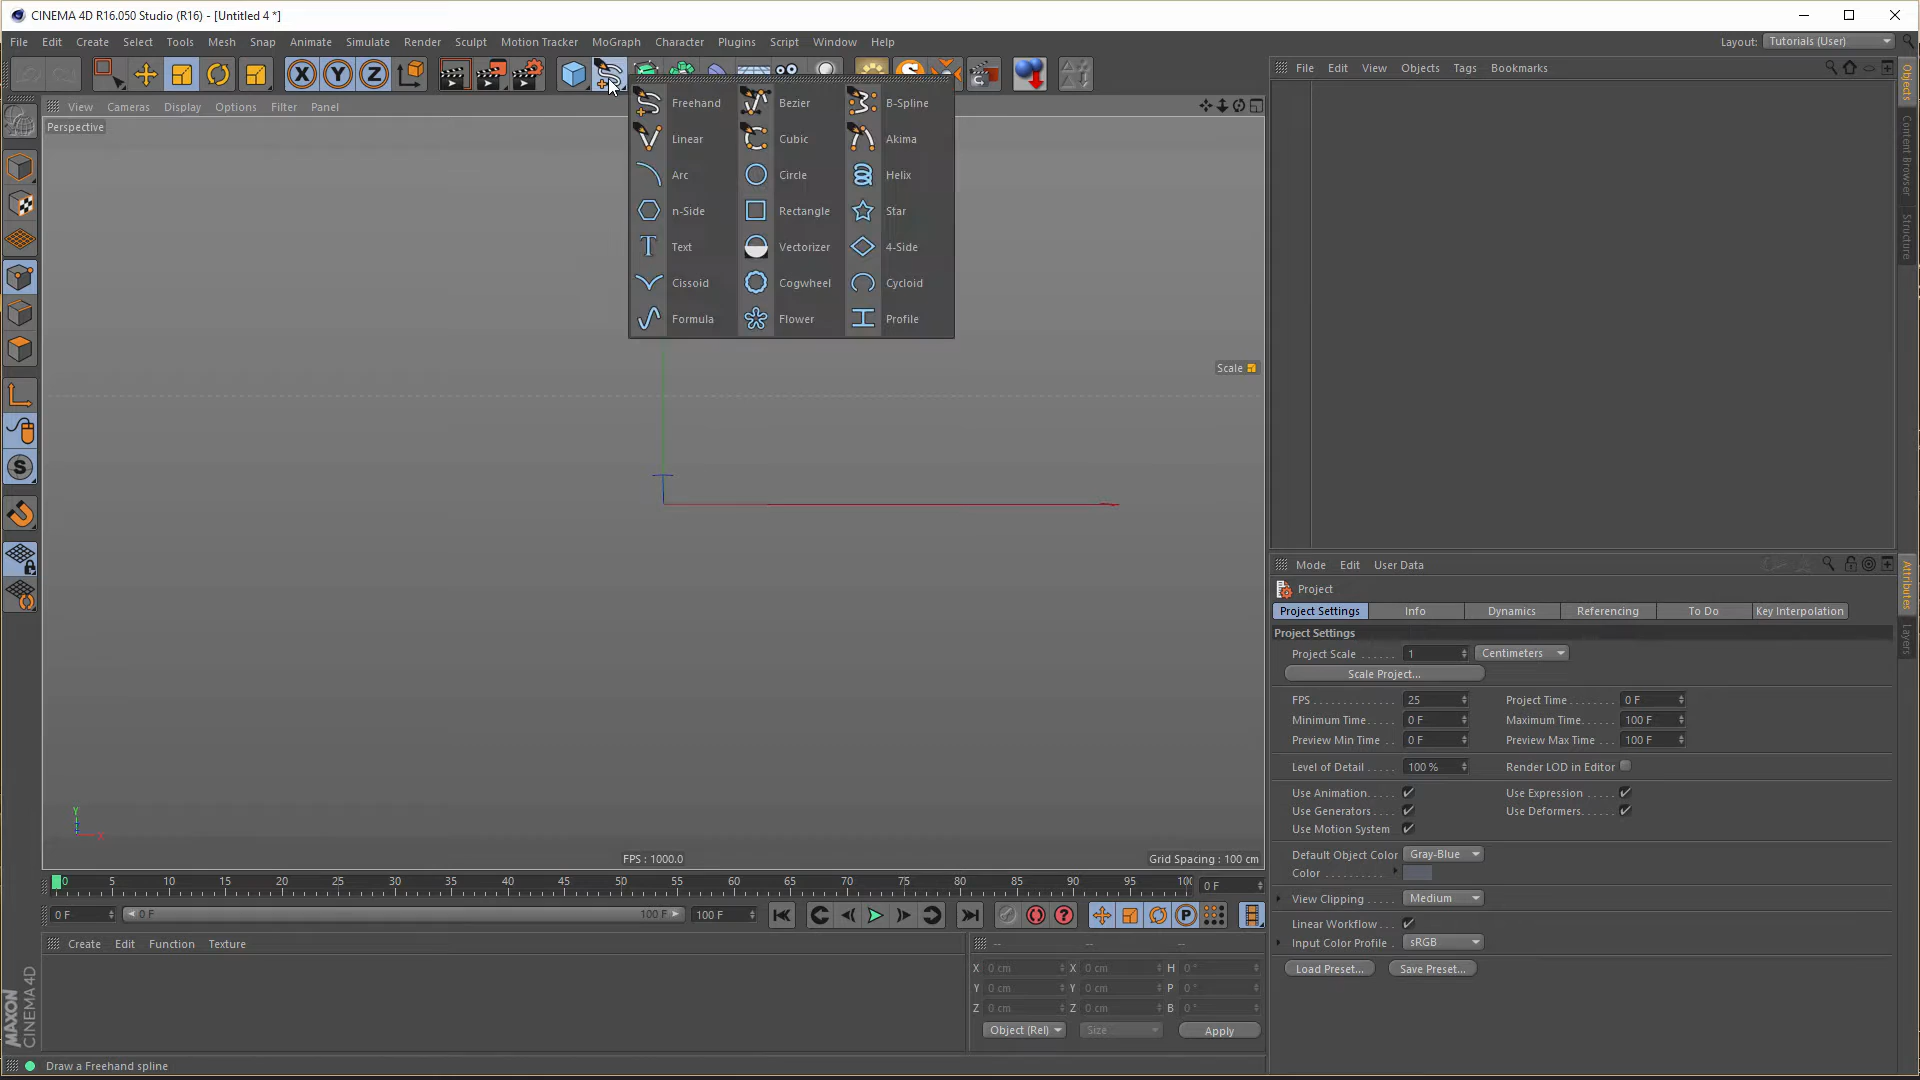 CINEMA 4D R16.050 Studio (R16) - [Untitled 4 *]
File Edit Create Select Tools Mesh Snap Animate Simulate Render Sculpt Motion Tracker MoGraph Character Plugins Script Window Help Layout: Tutorials (User)
X Y Z
File Edit View Objects Tags Bookmarks
View Cameras Display Options Filter Panel
Perspective
Freehand Bezier B-Spline
Linear Cubic Akima
Arc Circle Helix
n-Side Rectangle Star
Text Vectorizer 4-Side
Cissoid Cogwheel Cycloid
Formula Flower Profile
Scale
Objects
Content Browser
Structure
Mode Edit User Data
Project
Project Settings Info Dynamics Referencing To Do Key Interpolation
Project Settings
Project Scale 1 Centimeters
Scale Project...
FPS 25 Project Time 0 F
Minimum Time 0 F Maximum Time 100 F
Preview Min Time 0 F Preview Max Time 100 F
Level of Detail 100 % Render LOD in Editor
Use Animation Use Expression
Use Generators Use Deformers
Use Motion System
Default Object Color Gray-Blue
Color
View Clipping Medium
Linear Workflow
Input Color Profile sRGB
Load Preset... Save Preset...
Attributes
Layers
Y
X
FPS : 1000.0 Grid Spacing : 100 cm
0 5 10 15 20 25 30 35 40 45 50 55 60 65 70 75 80 85 90 95 100 0 F
0 F 0 F 100 F 100 F
Create Edit Function Texture
-- -- --
X 0 cm X 0 cm H 0 °
Y 0 cm Y 0 cm P 0 °
Z 0 cm Z 0 cm B 0 °
Object (Rel) Size Apply
MAXON
CINEMA 4D
Draw a Freehand spline